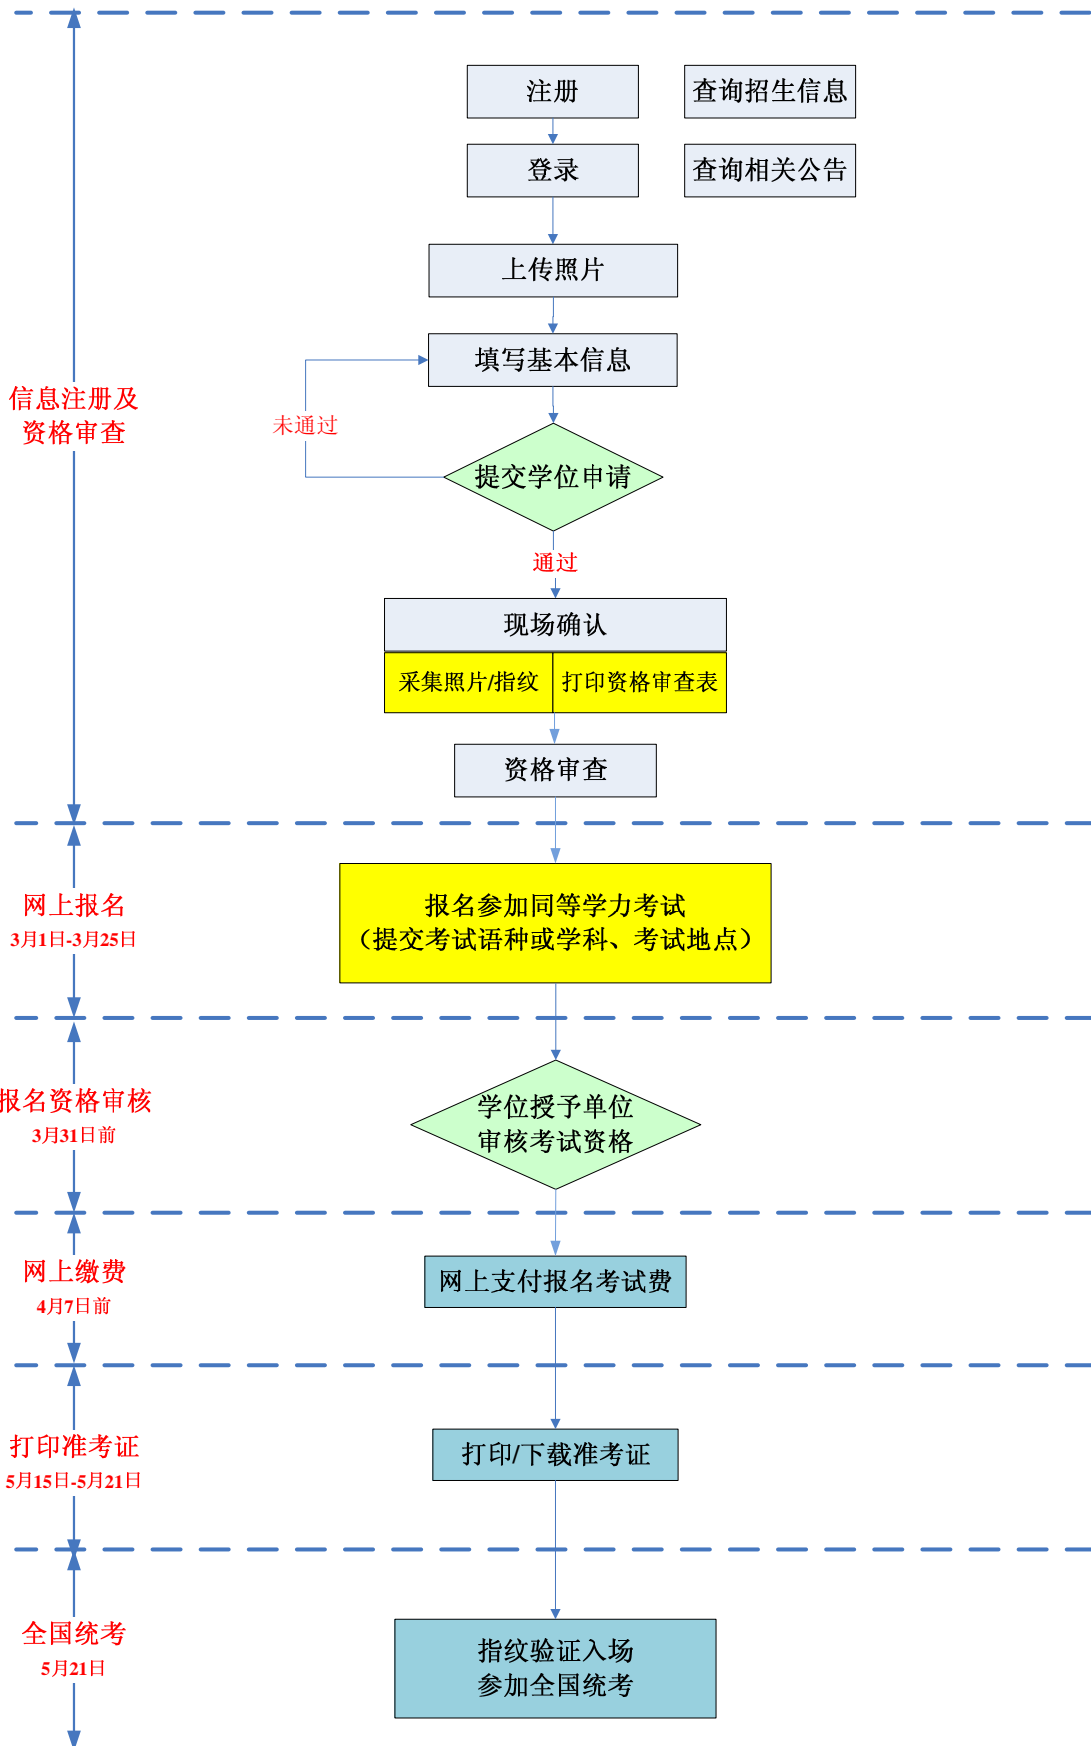 注册
查询招生信息
登录
查询相关公告
上传照片
填写基本信息
信息注册及
资格审查
未通过
提交学位申请
通过
现场确认
采集照片/指纹
打印资格审查表
资格审查
网上报名
3月1日-3月25日
报名参加同等学力考试
（提交考试语种或学科、考试地点）
报名资格审核
3月31日前
学位授予单位
审核考试资格
网上缴费
4月7日前
网上支付报名考试费
打印准考证
5月15日-5月21日
打印/下载准考证
全国统考
5月21日
指纹验证入场
参加全国统考